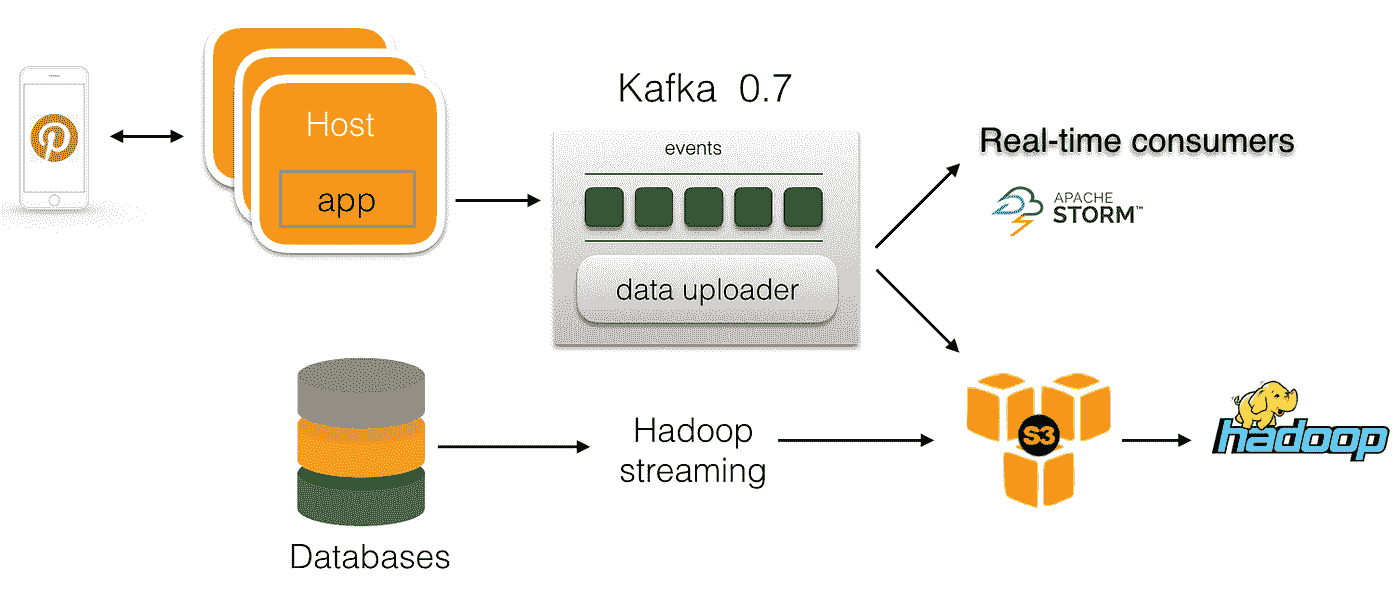 Host
app
Kafka 0.7
events
data uploader
Real-time consumers
APACHE
STORM™
Databases
Hadoop
streaming
S3
hadoop